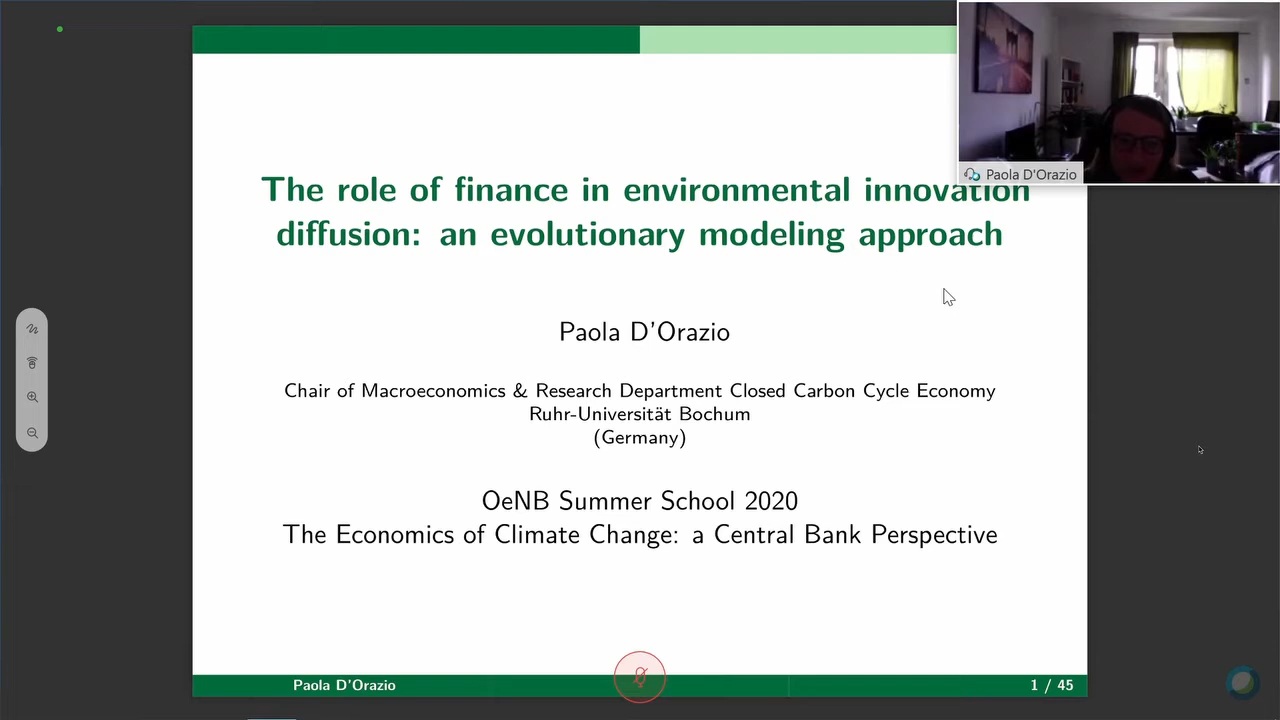 Paola D'Orazio
The role of finance in environmental innovation
diffusion: an evolutionary modeling approach
Paola D'Orazio
Chair of Macroeconomics & Research Department Closed Carbon Cycle Economy
Ruhr-Universität Bochum
(Germany)
OeNB Summer School 2020
The Economics of Climate Change: a Central Bank Perspective
Paola D'Orazio
1 / 45